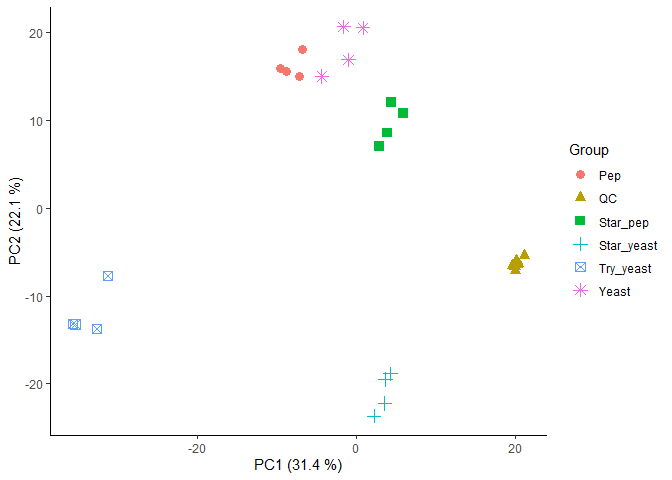 20
10
0
-10
-20
PC2 (22.1 %)
-20
0
20
PC1 (31.4 %)
Group
Pep
QC
Star_pep
Star_yeast
Try_yeast
Yeast